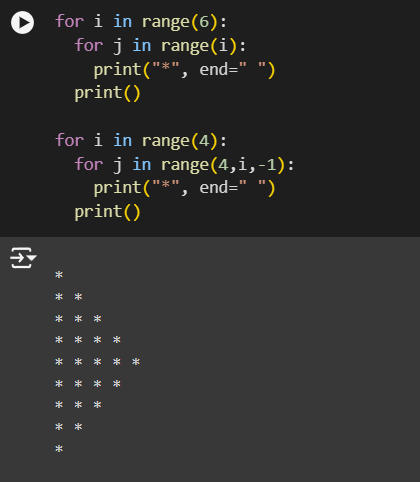 for i in range(6):
  for j in range(i):
    print("*", end=" ")
  print()

for i in range(4):
  for j in range(4,i,-1):
    print("*", end=" ")
  print()

*
* *
* * *
* * * *
* * * * *
* * * *
* * *
* *
*